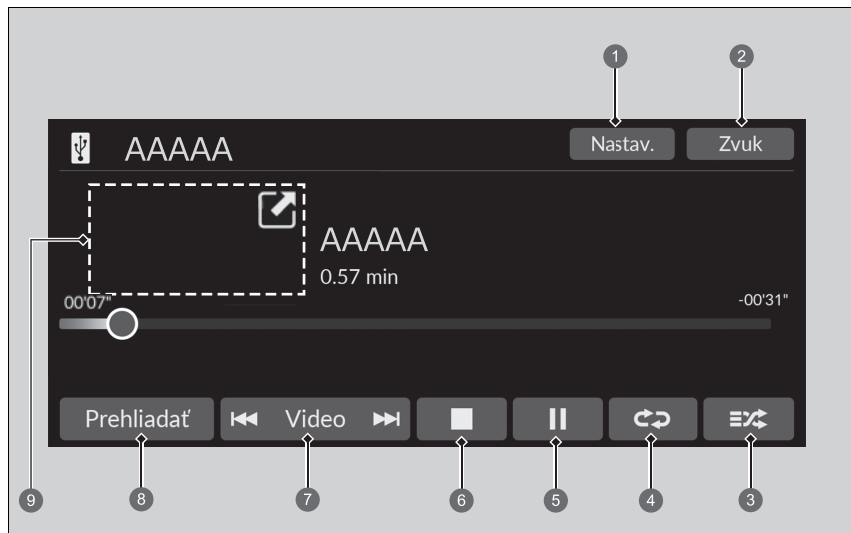 1 2
AAAAA Nastav. Zvuk
AAAAA
0.57 min
00'07" -00'31"
Prehliadať Video
9 8 7 6 5 4 3